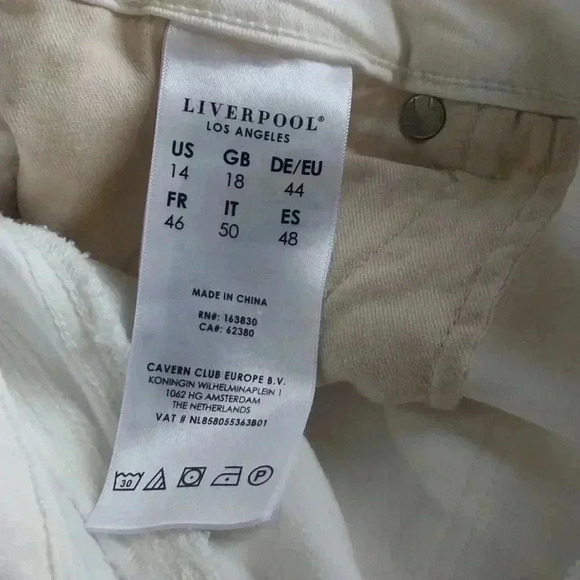 LIVERPOOL®
LOS ANGELES
US GB DE/EU
14 18 44
FR IT ES
46 50 48
MADE IN CHINA
RN#: 163830
CA#: 62380
CAVERN CLUB EUROPE B.V.
KONINGIN WILHELMINAPLEIN 1
1062 HG AMSTERDAM
THE NETHERLANDS
VAT # NL858055363B01
30 P